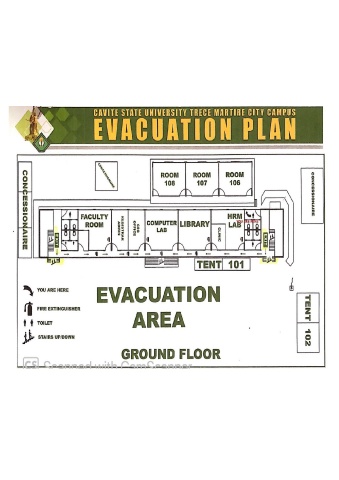 CAVITE STATE UNIVERSITY TRECE MARTIRE CITY CAMPUS
EVACUATION PLAN
CONCESSIONAIRE
CONCESSIONAIRE
ROOM 108
ROOM 107
ROOM 106
FACULTY ROOM
COMPUTER LAB
LIBRARY
CLINIC
HRM LAB
TENT 101
TENT 102
YOU ARE HERE
FIRE EXTINGUISHER
TOILET
STAIRS UP/DOWN
EVACUATION
AREA
GROUND FLOOR
CS Scanned with CamScanner